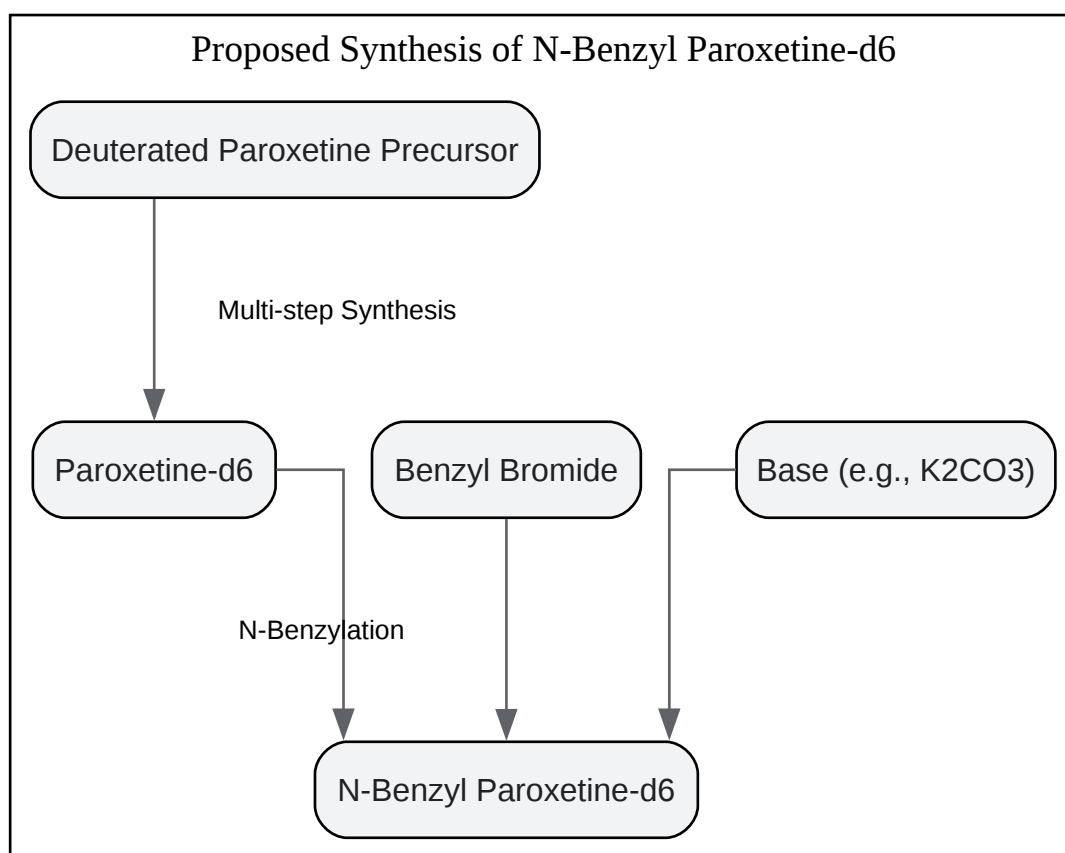 Proposed Synthesis of N-Benzyl Paroxetine-d6
Deuterated Paroxetine Precursor
Multi-step Synthesis
Paroxetine-d6
Benzyl Bromide
Base (e.g., K2CO3)
N-Benzylation
N-Benzyl Paroxetine-d6